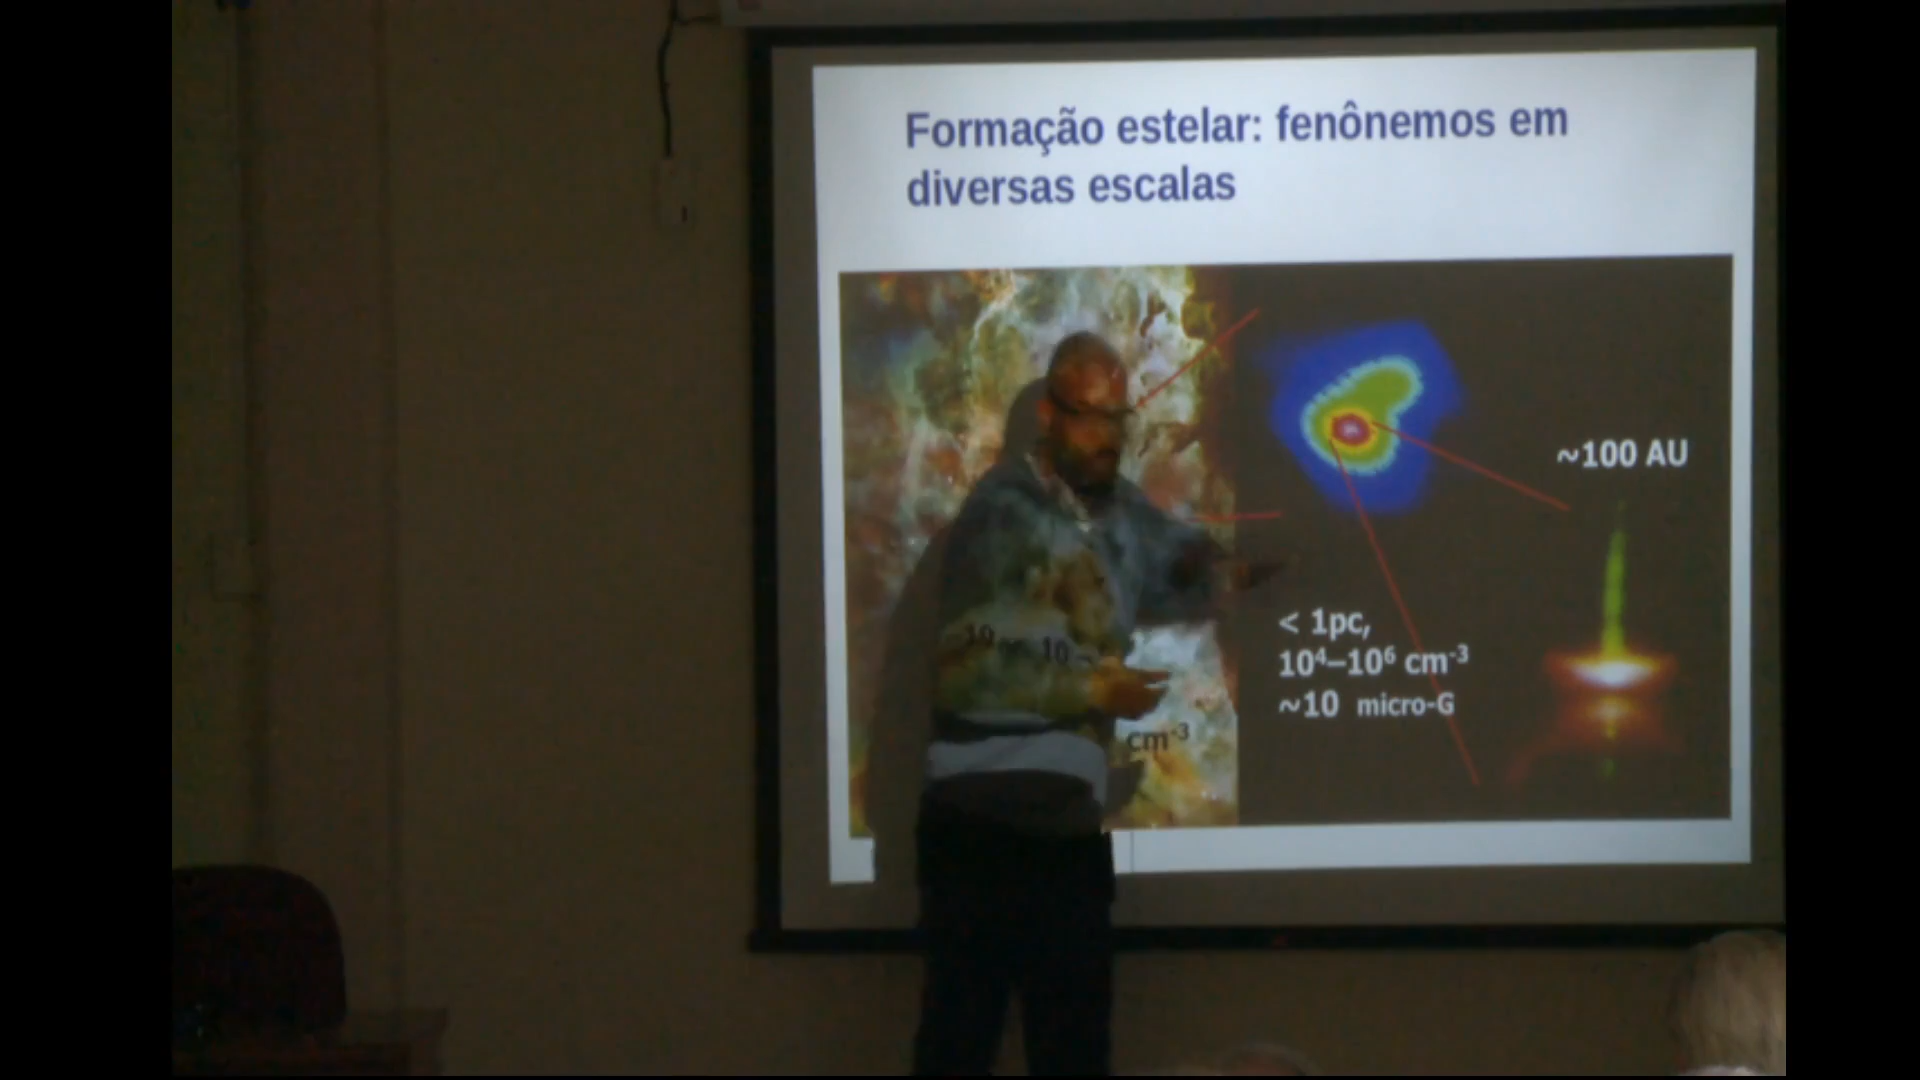 Formação estelar: fenônemos em
diversas escalas
~100 AU
< 1pc,
10⁴–10⁶ cm⁻³
~10 micro-G
cm⁻³